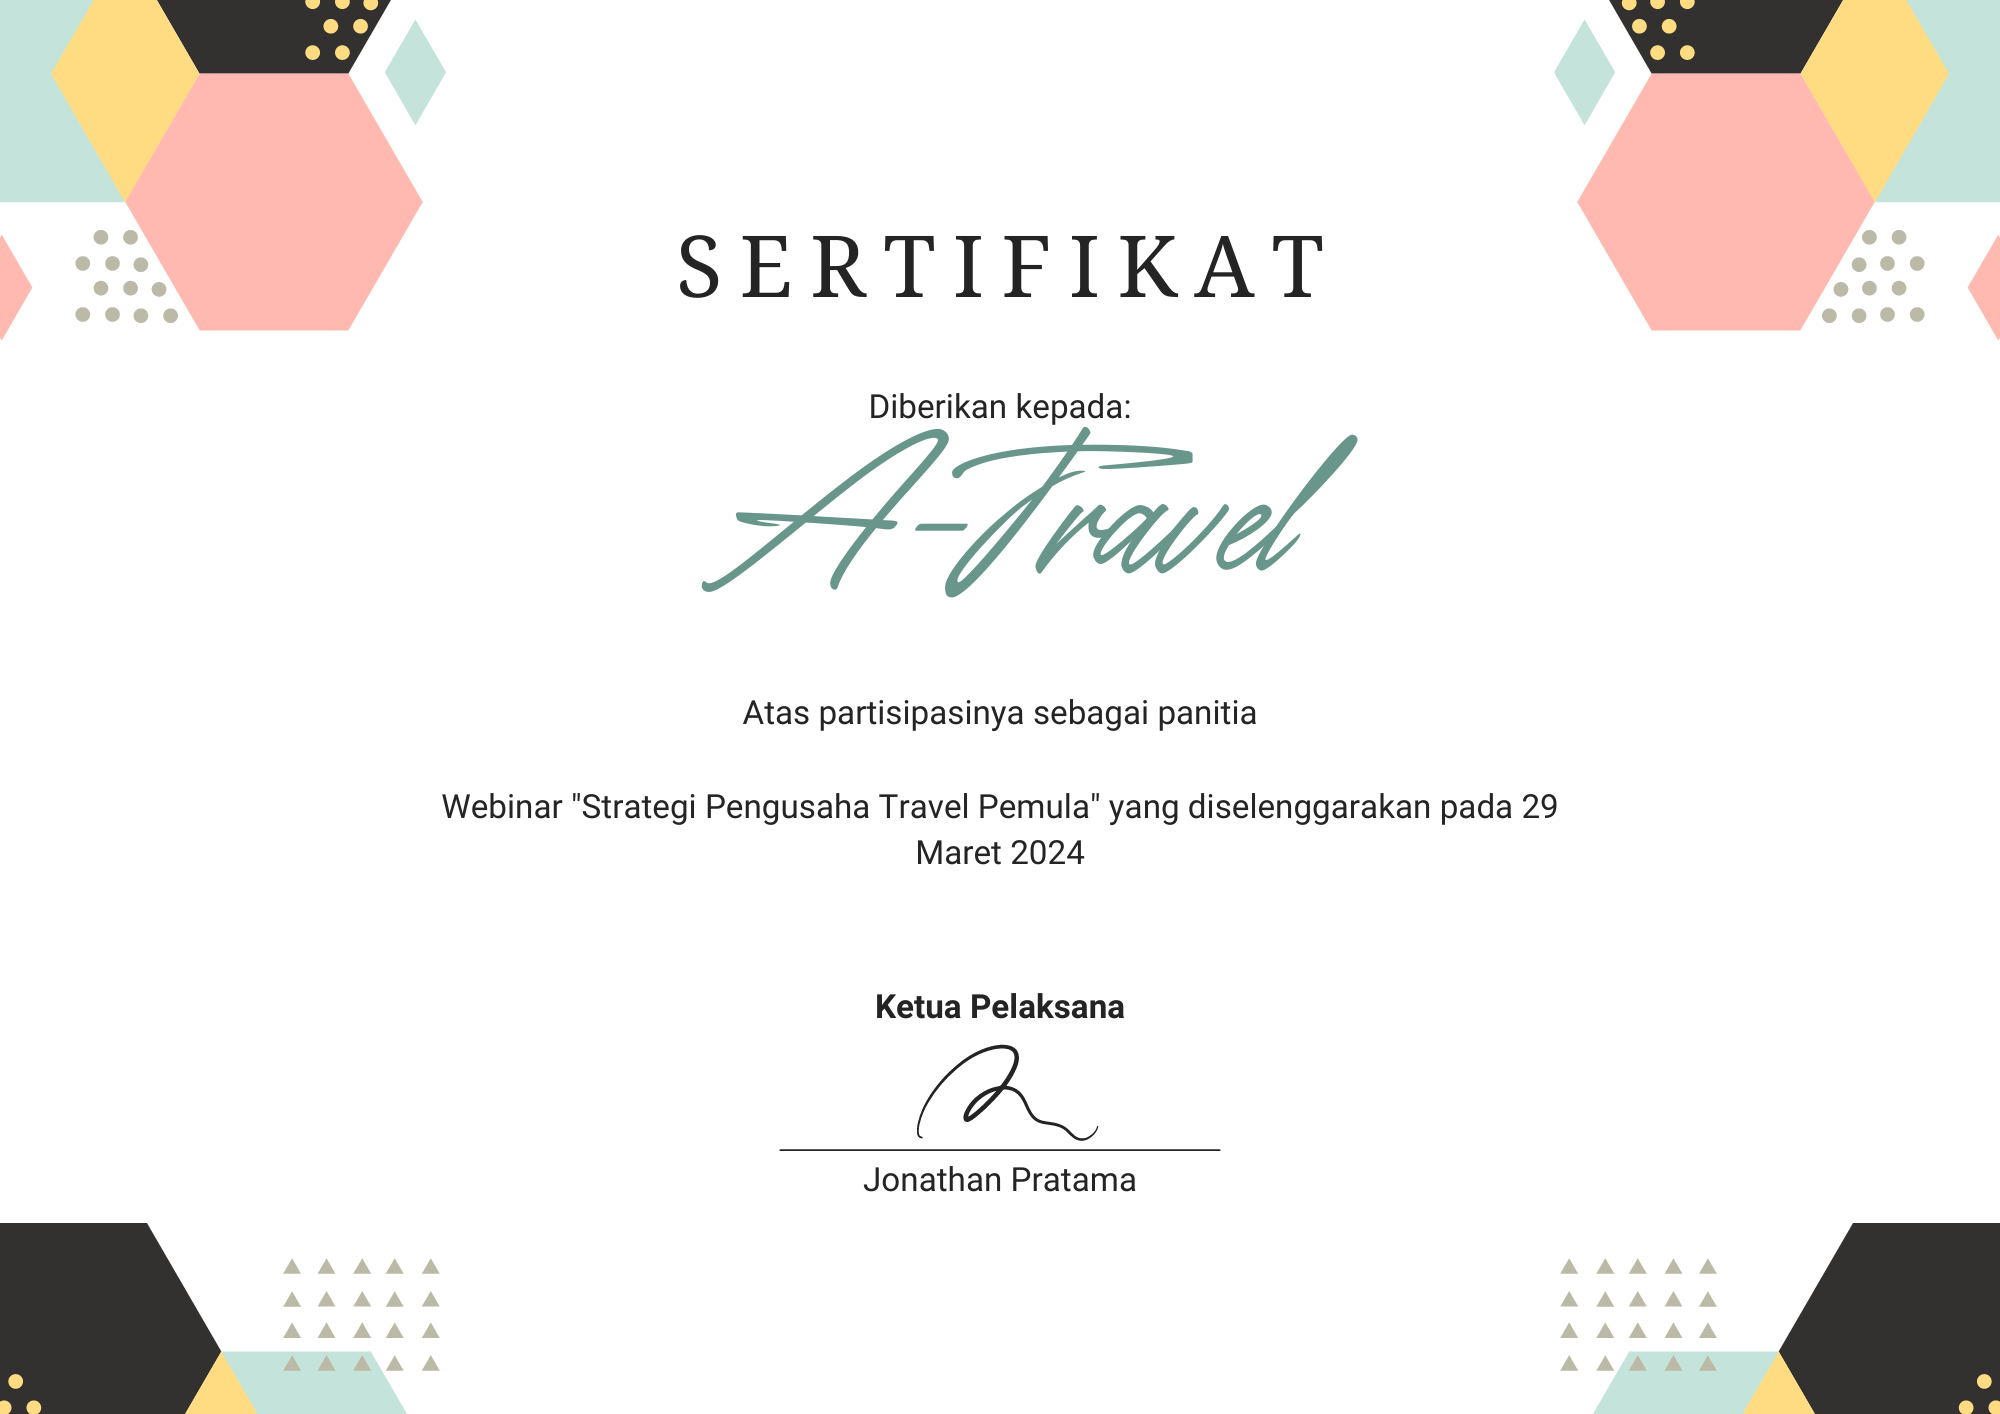 SERTIFIKAT
Diberikan kepada:
A-Travel
Atas partisipasinya sebagai panitia
Webinar "Strategi Pengusaha Travel Pemula" yang diselenggarakan pada 29
Maret 2024
Ketua Pelaksana
Jonathan Pratama